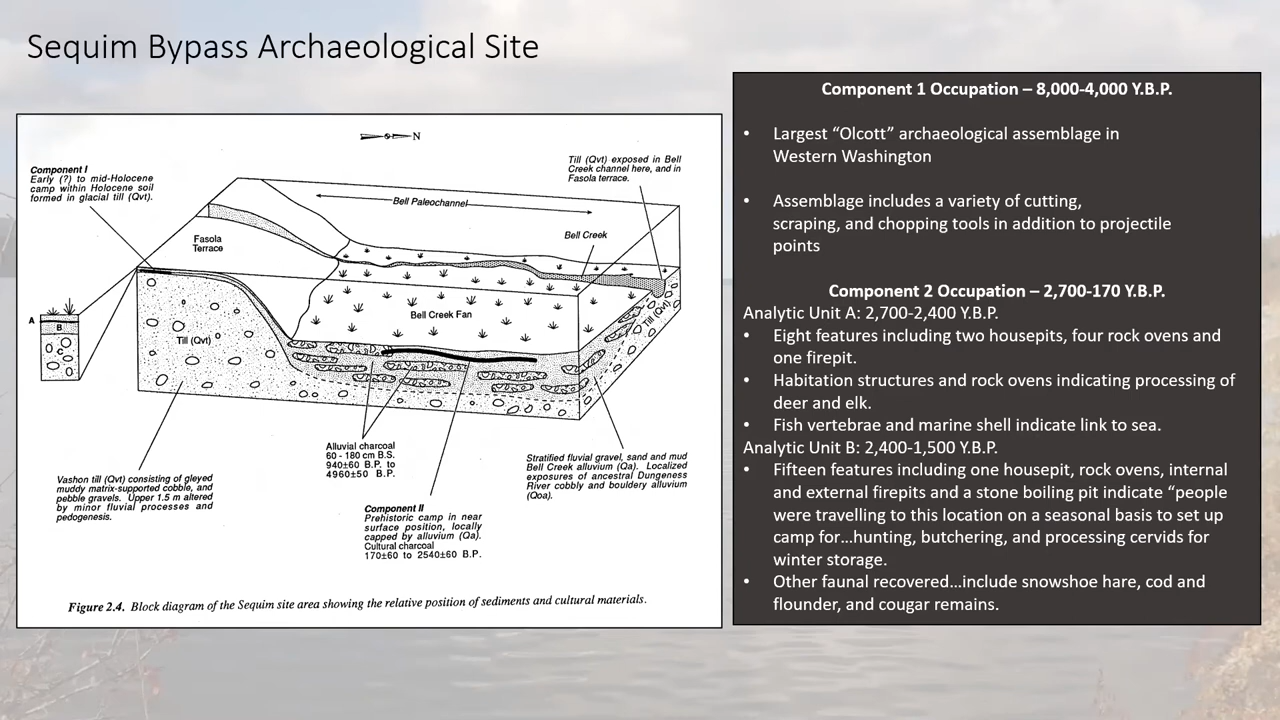 Sequim Bypass Archaeological Site
N
Component I
Early (?) to mid-Holocene
camp within Holocene soil
formed in glacial till (Qvt).
Till (Qvt) exposed in Bell
Creek channel here, and in
Fasola terrace.
Bell Paleochannel
Bell Creek
Fasola
Terrace
Bell Creek Fan
A
B
Till (Qvt)
Till (Qvt)
Alluvial charcoal
60 - 180 cm B.S.
940±60 B.P. to
4960±50 B.P.
Vashon till (Qvt) consisting of gleyed
muddy matrix-supported cobble, and
pebble gravels. Upper 1.5 m altered
by minor fluvial processes and
pedogenesis.
Component II
Prehistoric camp in near
surface position, locally
capped by alluvium (Qa).
Cultural charcoal
170±60 to 2540±60 B.P.
Stratified fluvial gravel, sand and mud
Bell Creek alluvium (Qa). Localized
exposures of ancestral Dungeness
River cobbly and bouldery alluvium
(Qoa).
Figure 2.4. Block diagram of the Sequim site area showing the relative position of sediments and cultural materials.
Component 1 Occupation – 8,000-4,000 Y.B.P.
• Largest “Olcott” archaeological assemblage in
Western Washington
• Assemblage includes a variety of cutting,
scraping, and chopping tools in addition to projectile
points
Component 2 Occupation – 2,700-170 Y.B.P.
Analytic Unit A: 2,700-2,400 Y.B.P.
• Eight features including two housepits, four rock ovens and
one firepit.
• Habitation structures and rock ovens indicating processing of
deer and elk.
• Fish vertebrae and marine shell indicate link to sea.
Analytic Unit B: 2,400-1,500 Y.B.P.
• Fifteen features including one housepit, rock ovens, internal
and external firepits and a stone boiling pit indicate “people
were travelling to this location on a seasonal basis to set up
camp for…hunting, butchering, and processing cervids for
winter storage.
• Other faunal recovered…include snowshoe hare, cod and
flounder, and cougar remains.